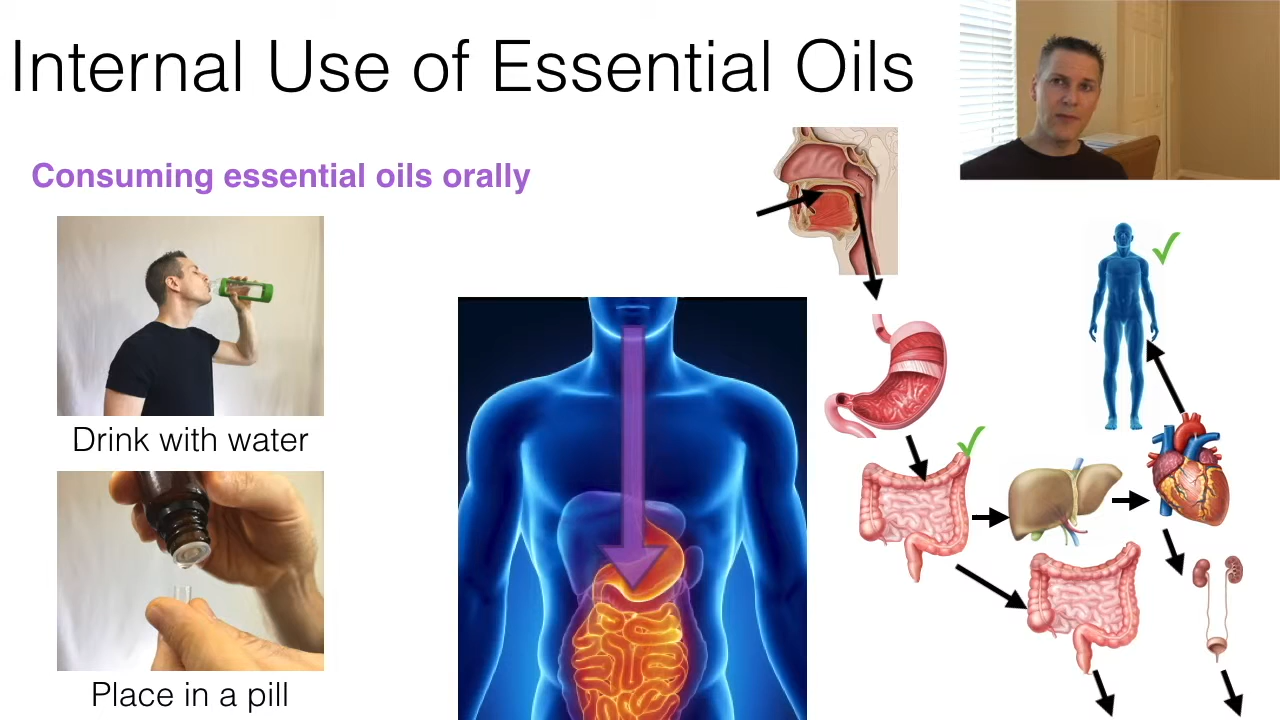 Internal Use of Essential Oils
Consuming essential oils orally
Drink with water
Place in a pill